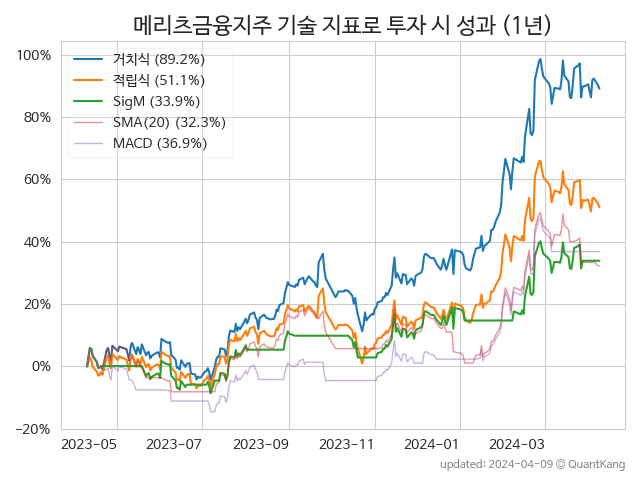 메리츠금융지주 기술 지표로 투자 시 성과 (1년)
100%
80%
60%
40%
20%
0%
−20%
거치식 (89.2%)
적립식 (51.1%)
SigM (33.9%)
SMA(20) (32.3%)
MACD (36.9%)
2023-05
2023-07
2023-09
2023-11
2024-01
2024-03
updated: 2024-04-09 © QuantKang